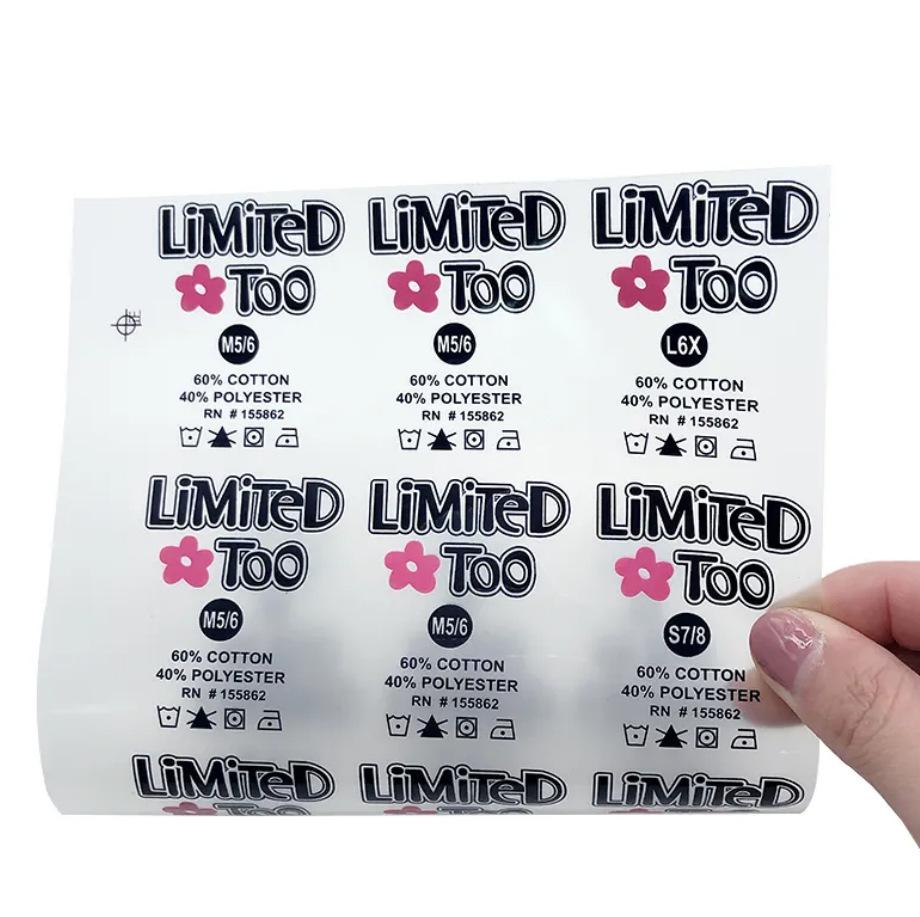 LiMiTeD
TOO
M5/6
60% COTTON
40% POLYESTER
RN # 155862
LiMiTeD
TOO
M5/6
60% COTTON
40% POLYESTER
RN # 155862
LiMiTeD
TOO
L6X
60% COTTON
40% POLYESTER
RN # 155862
LiMiTeD
TOO
M5/6
60% COTTON
40% POLYESTER
RN # 155862
LiMiTeD
TOO
M5/6
60% COTTON
40% POLYESTER
RN # 155862
LiMiTeD
TOO
S7/8
60% COTTON
40% POLYESTER
RN # 155862
LiMiTeD
TOO
LiMiTeD
TOO
LiMiTeD
TOO